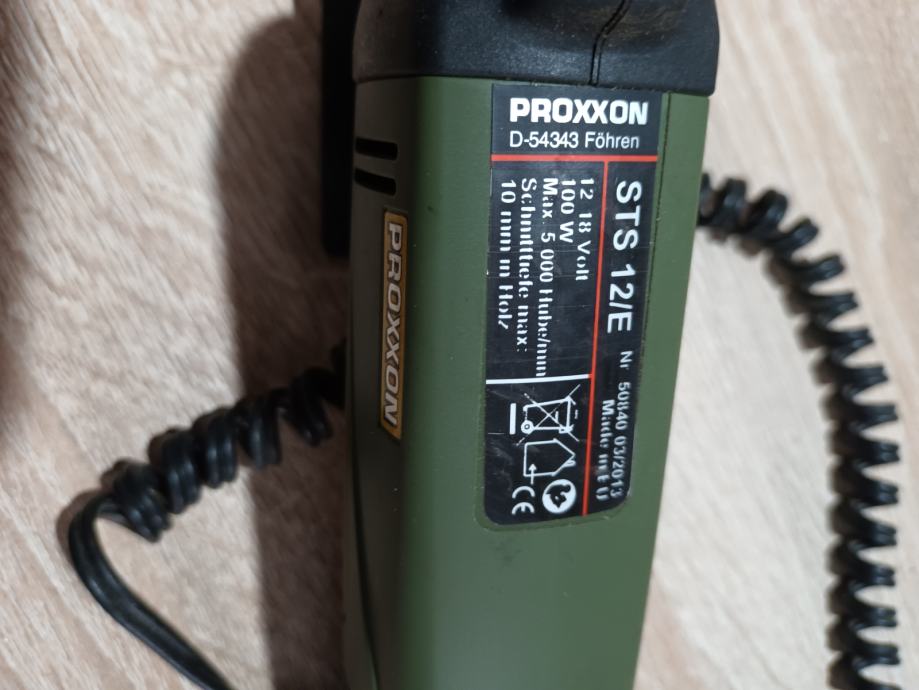 PROXXON
D-54343 Föhren
STS 12/E Nr 50840 03/2013
Made in EU
12 18 Volt
100 W
Max. 5 000 Hube/min
Schnitttiefe max:
10 mm in Holz
CE
PROXXON